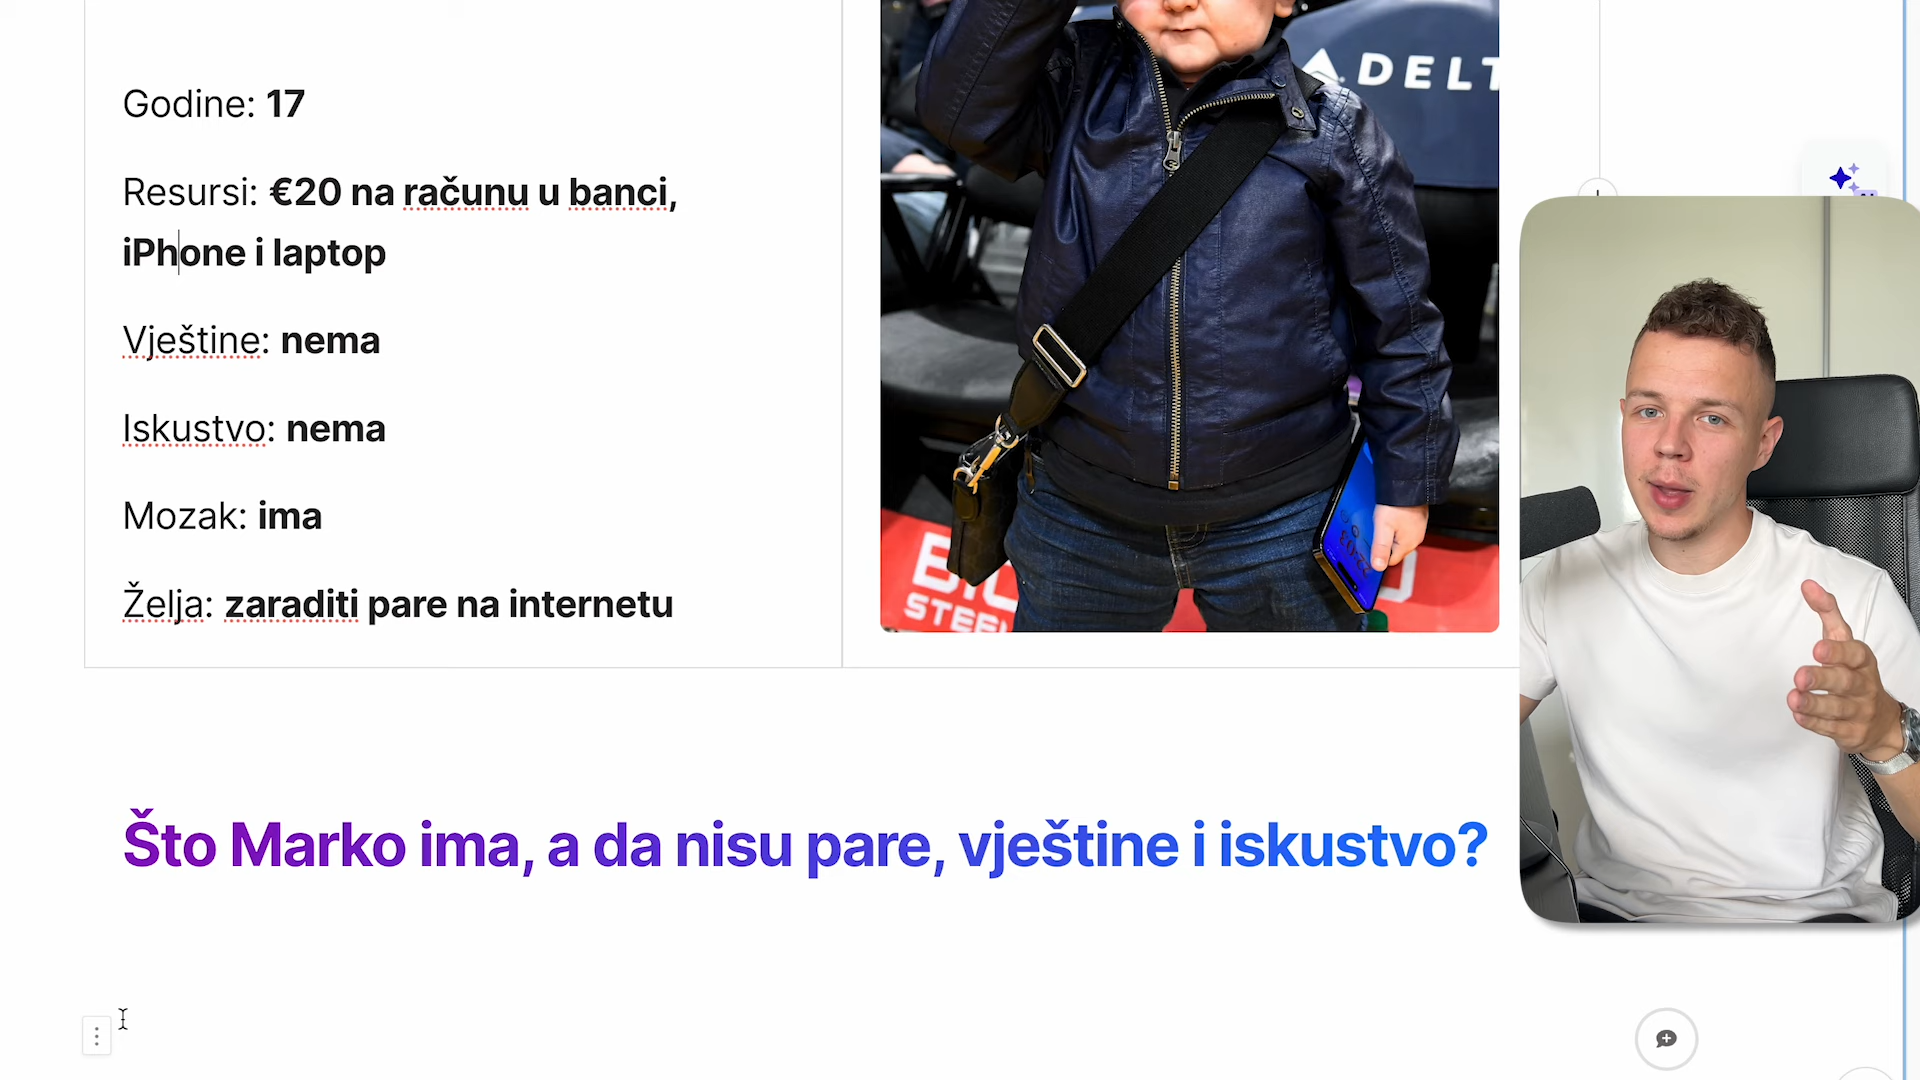 Godine: 17
Resursi: €20 na računu u banci,
iPhone i laptop
Vještine: nema
Iskustvo: nema
Mozak: ima
Želja: zaraditi pare na internetu
DELT
STEEL
Što Marko ima, a da nisu pare, vještine i iskustvo?